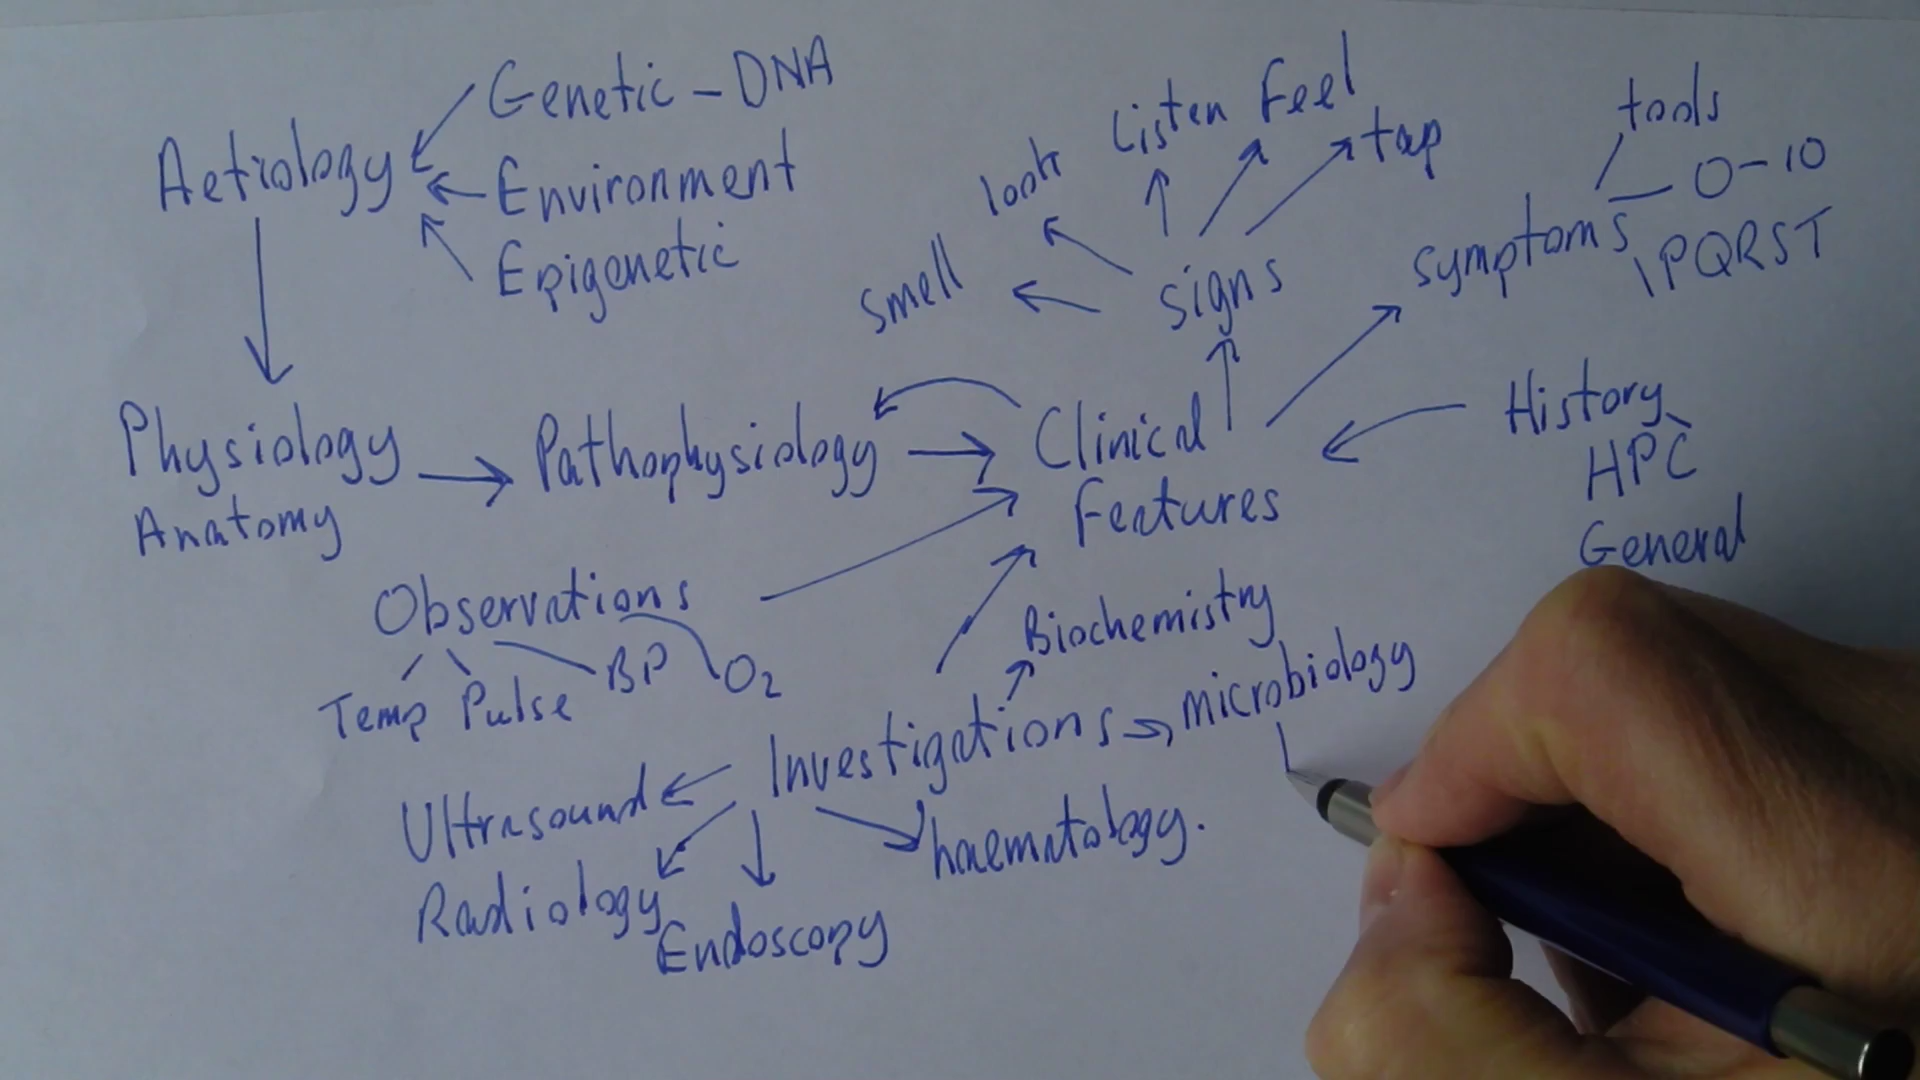 Genetic - DNA
Aetiology
Environment
Epigenetic
look
Listen
Feel
tap
smell
signs
tools
0-10
symptoms
PQRST
Physiology
Anatomy
Pathophysiology
Clinical
Features
History
HPC
General
Observations
Temp
Pulse
BP
O₂
Biochemistry
microbiology
Investigations
Ultrasound
Radiology
Endoscopy
haematology.